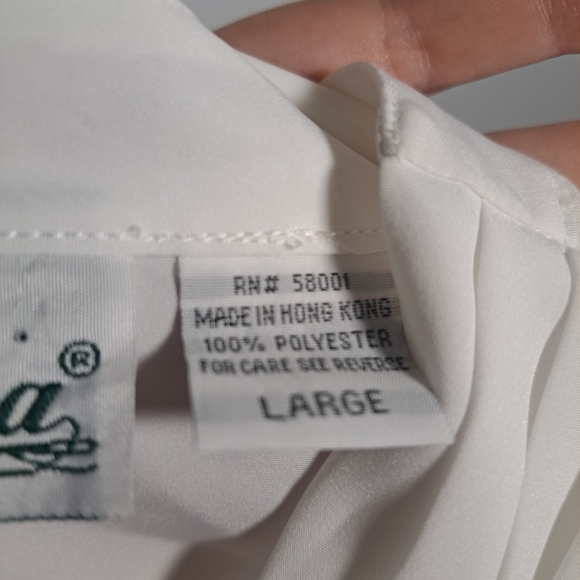 a®
RN# 58001
MADE IN HONG KONG
100% POLYESTER
FOR CARE SEE REVERSE
LARGE